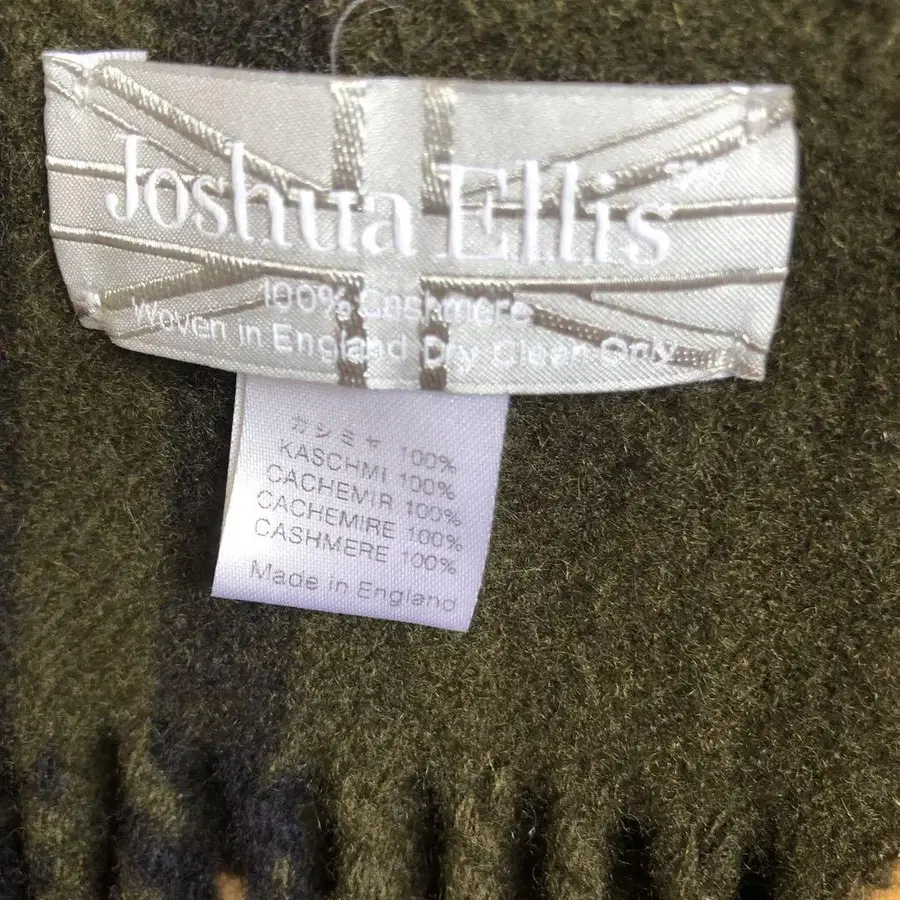 Joshua Ellis
100% Cashmere
Woven in England Dry Clean Only
カシミヤ 100%
KASCHMI 100%
CACHEMIR 100%
CACHEMIRE 100%
CASHMERE 100%
Made in England